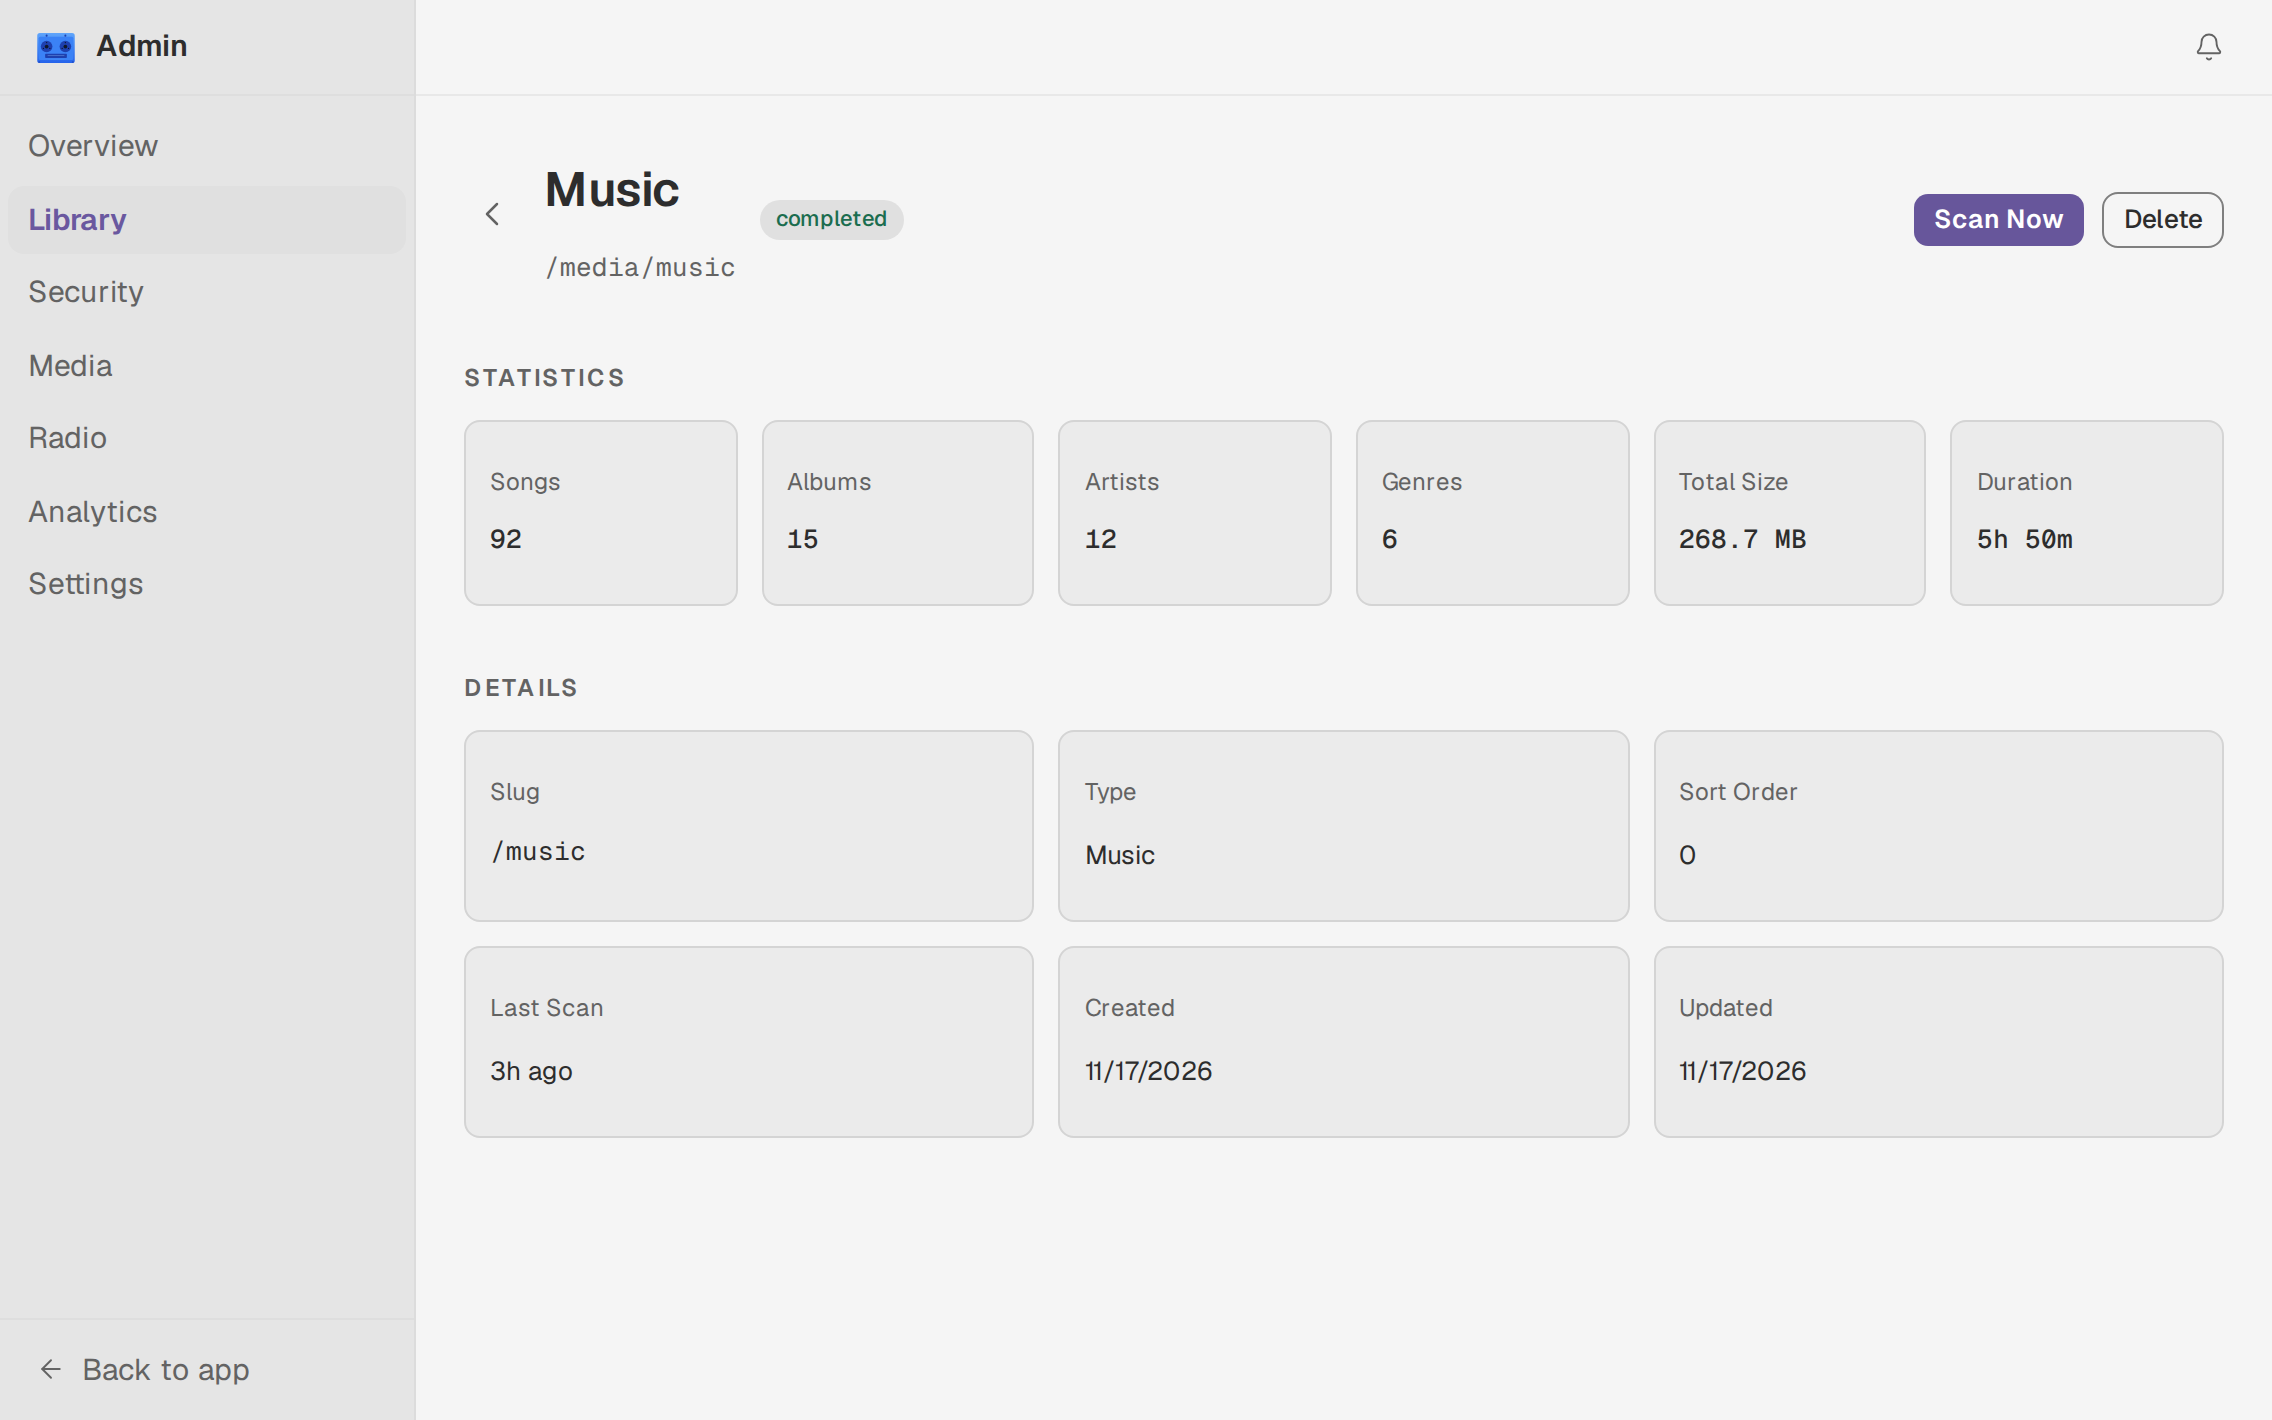 Admin
Overview
Library
Security
Media
Radio
Analytics
Settings
Back to app
Music
/media/music
completed
Scan Now
Delete
STATISTICS
Songs
92
Albums
15
Artists
12
Genres
6
Total Size
268.7 MB
Duration
5h 50m
DETAILS
Slug
/music
Type
Music
Sort Order
0
Last Scan
3h ago
Created
11/17/2026
Updated
11/17/2026